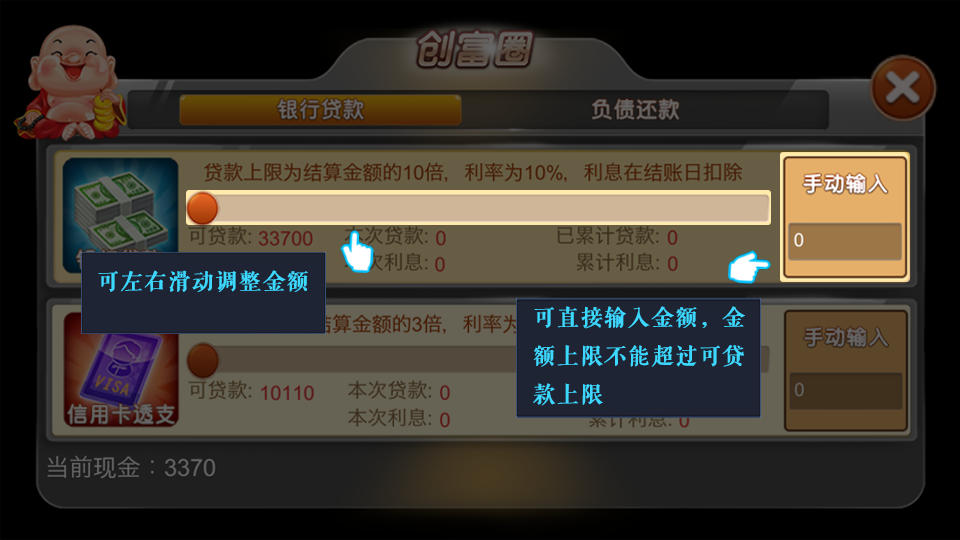 创富圈
银行贷款
负债还款
贷款上限为结算金额的10倍, 利率为10%, 利息在结账日扣除
手动输入
0
可贷款: 33700
本次贷款: 0
已累计贷款: 0
本次利息: 0
累计利息: 0
可左右滑动调整金额
可直接输入金额，金
额上限不能超过可贷
款上限
结算金额的3倍, 利率为
手动输入
0
信用卡透支
VISA
可贷款: 10110
本次贷款: 0
本次利息: 0
累计利息: 0
当前现金：3370